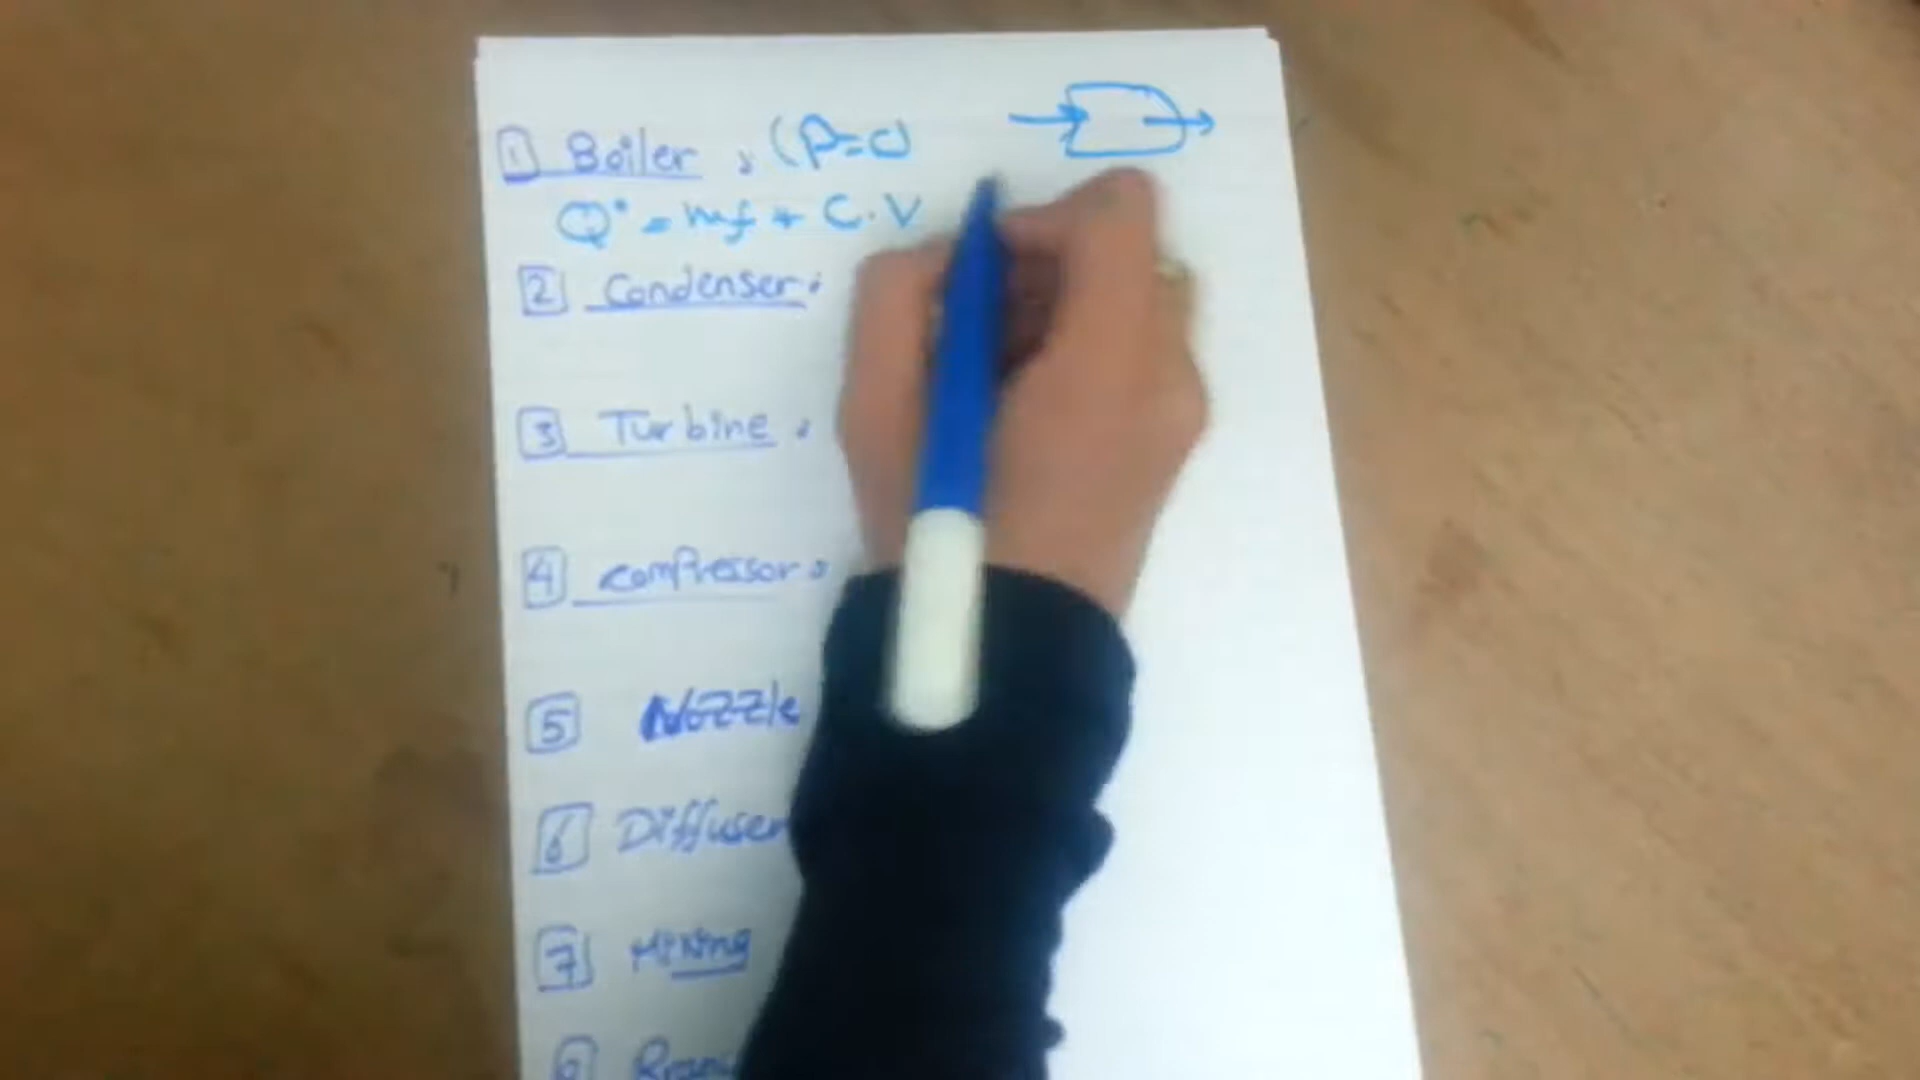 1 Boiler : (P=C)
Q° = mf * C.V
2 Condenser :
3 Turbine :
4 compressor :
5 Nozzle
6 Diffuser
7 Mixing